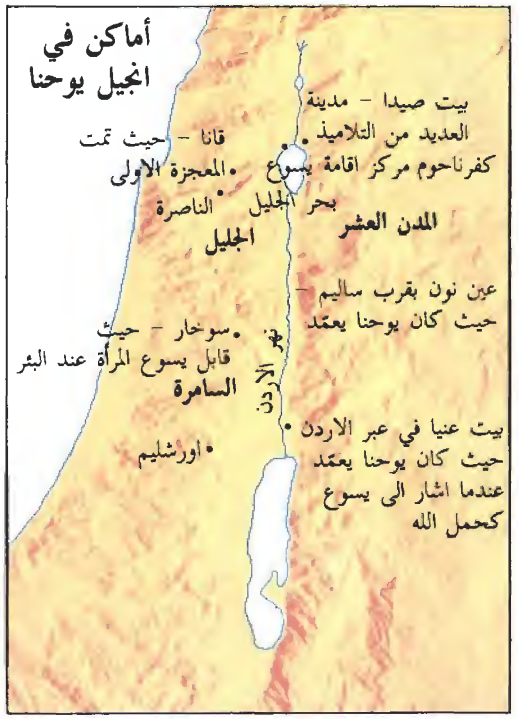 أماكن في
انجيل يوحنا
بيت صيدا - مدينة
العديد من التلاميذ
كفرناحوم مركز اقامة يسوع
قانا - حيث تمت
المعجزة الاولى
الناصرة
بحر الجليل
الجليل
المدن العشر
عين نون بقرب ساليم -
حيث كان يوحنا يعمّد
سوخار - حيث
قابل يسوع المرأة عند البئر
السامرة
نهر الاردن
اورشليم
بيت عنيا في عبر الاردن
حيث كان يوحنا يعمّد
عندما اشار الى يسوع
كحمل الله